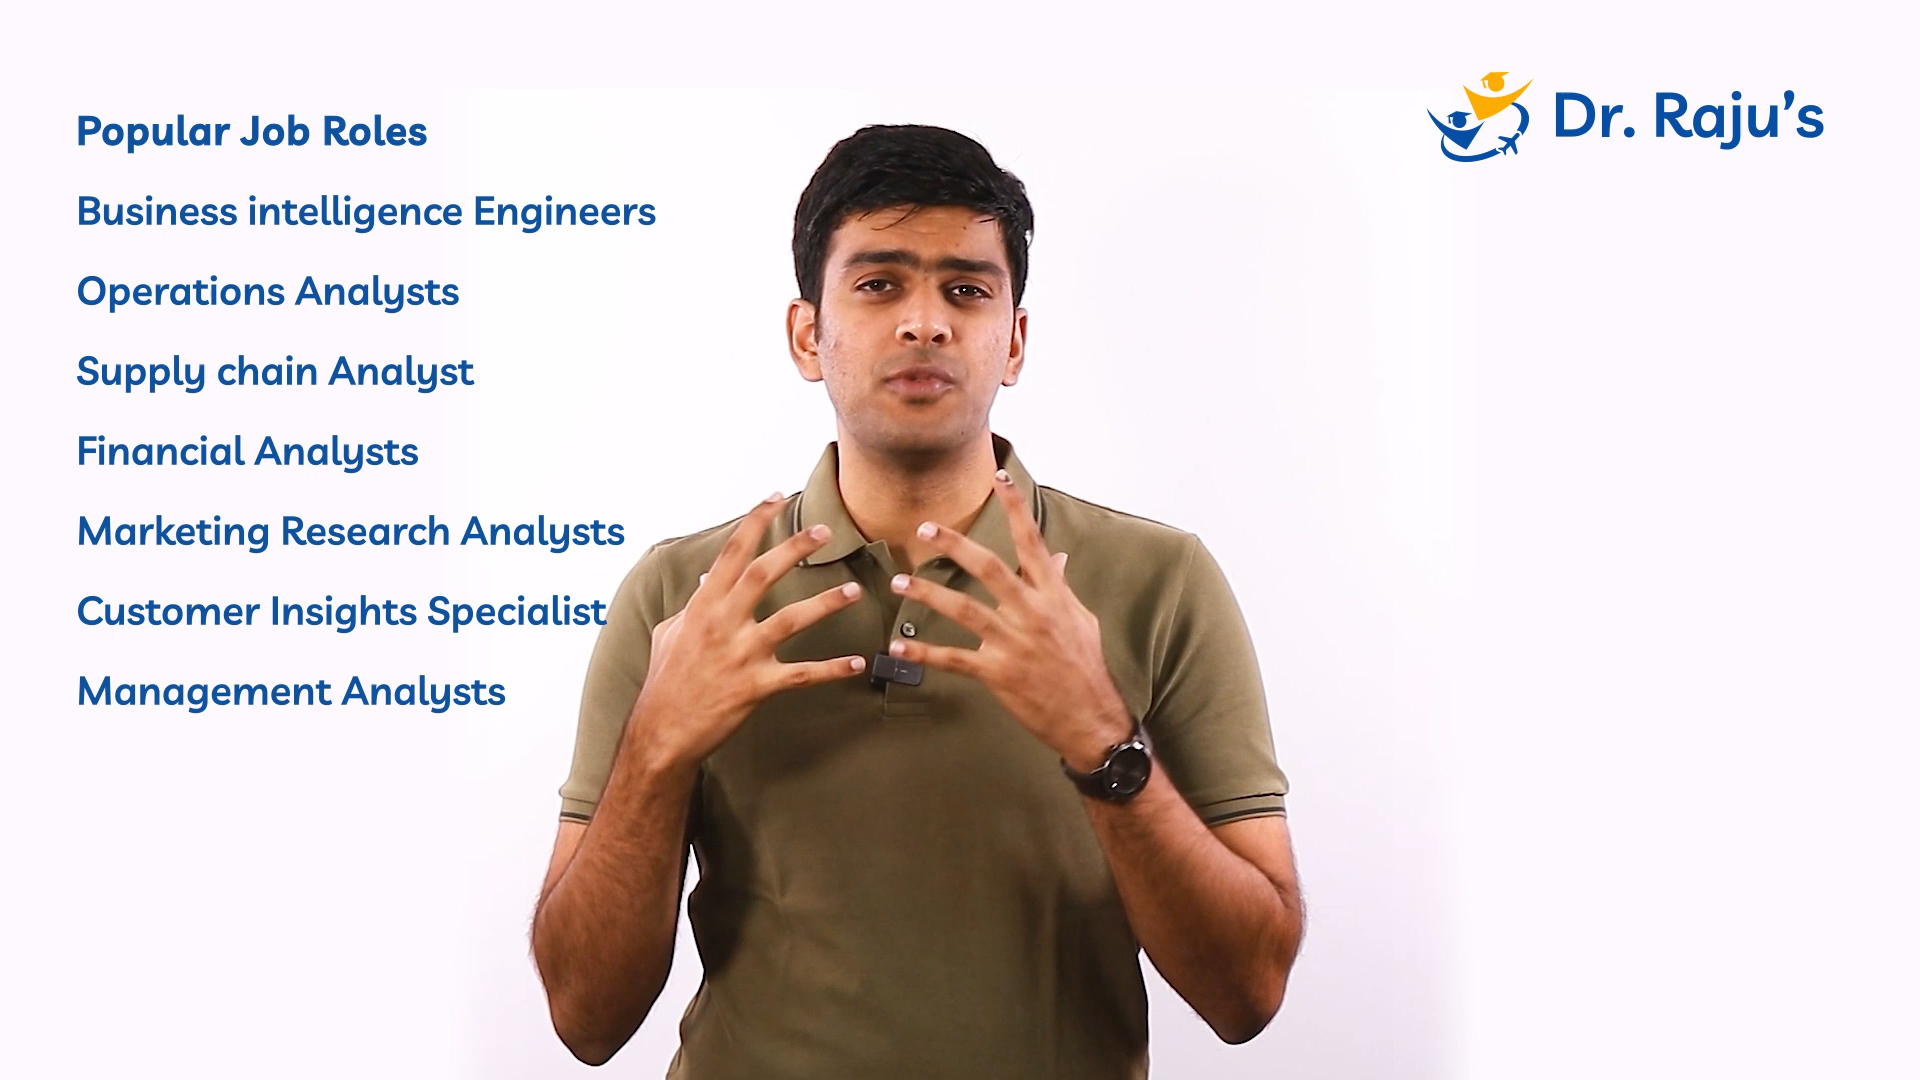 Popular Job Roles
Business intelligence Engineers
Operations Analysts
Supply chain Analyst
Financial Analysts
Marketing Research Analysts
Customer Insights Specialist
Management Analysts
Dr. Raju's